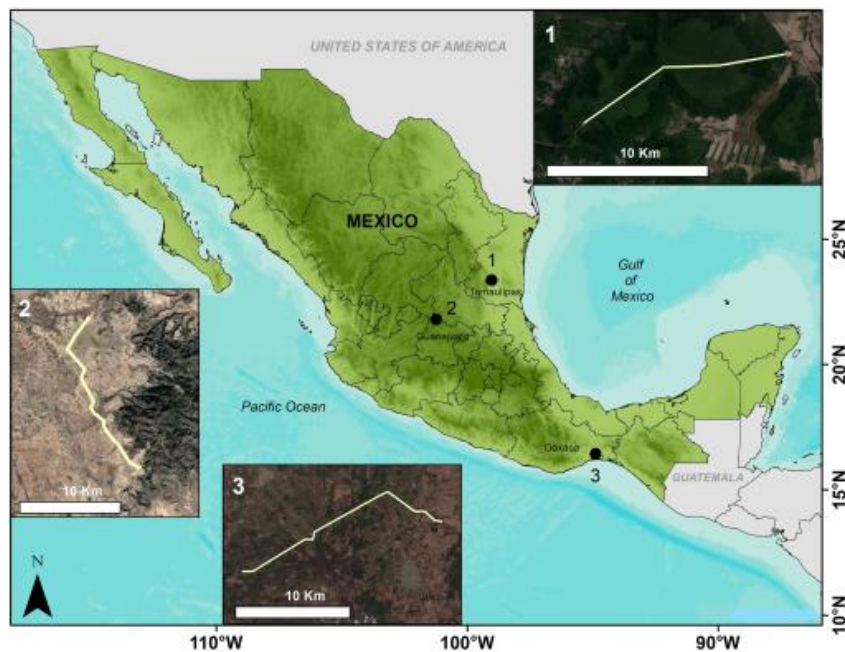 UNITED STATES OF AMERICA
1
10 Km
MEXICO
25°N
1
Tamaulipas
Gulf
of
Mexico
2
2
Guanajuato
20°N
Pacific Ocean
Oaxaca
3
GUATEMALA
15°N
10 Km
3
N
10 Km
10°N
110°W
100°W
90°W